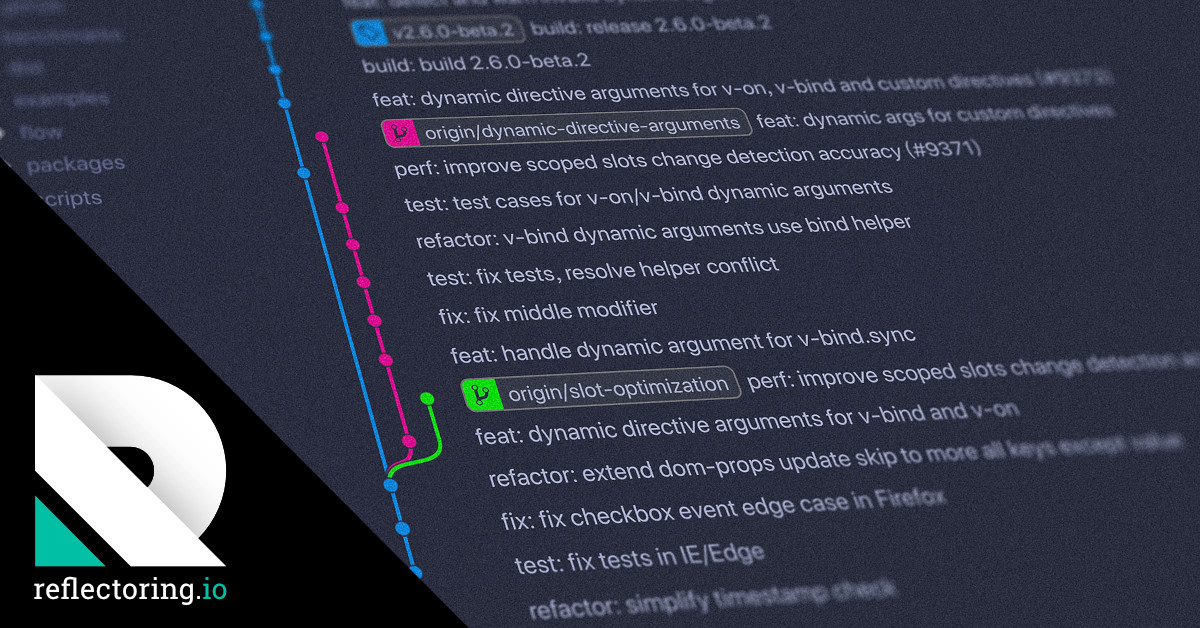 examples
flow
packages
scripts
v2.6.0-beta.2 build: release 2.6.0-beta.2
build: build 2.6.0-beta.2
feat: dynamic directive arguments for v-on, v-bind and custom directives (#9373)
origin/dynamic-directive-arguments feat: dynamic args for custom directives
perf: improve scoped slots change detection accuracy (#9371)
test: test cases for v-on/v-bind dynamic arguments
refactor: v-bind dynamic arguments use bind helper
test: fix tests, resolve helper conflict
fix: fix middle modifier
feat: handle dynamic argument for v-bind.sync
origin/slot-optimization perf: improve scoped slots change detection
feat: dynamic directive arguments for v-bind and v-on
refactor: extend dom-props update skip to more all keys except value
fix: fix checkbox event edge case in Firefox
test: fix tests in IE/Edge
refactor: simplify timestamp check
reflectoring.io